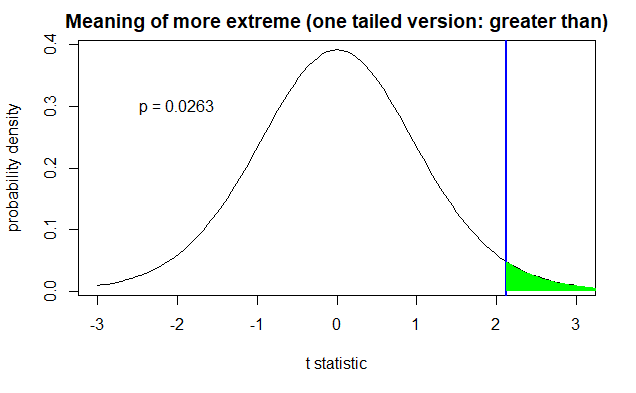 Meaning of more extreme (one tailed version: greater than)
probability density
0.4
0.3
0.2
0.1
0.0
p = 0.0263
-3 -2 -1 0 1 2 3
t statistic